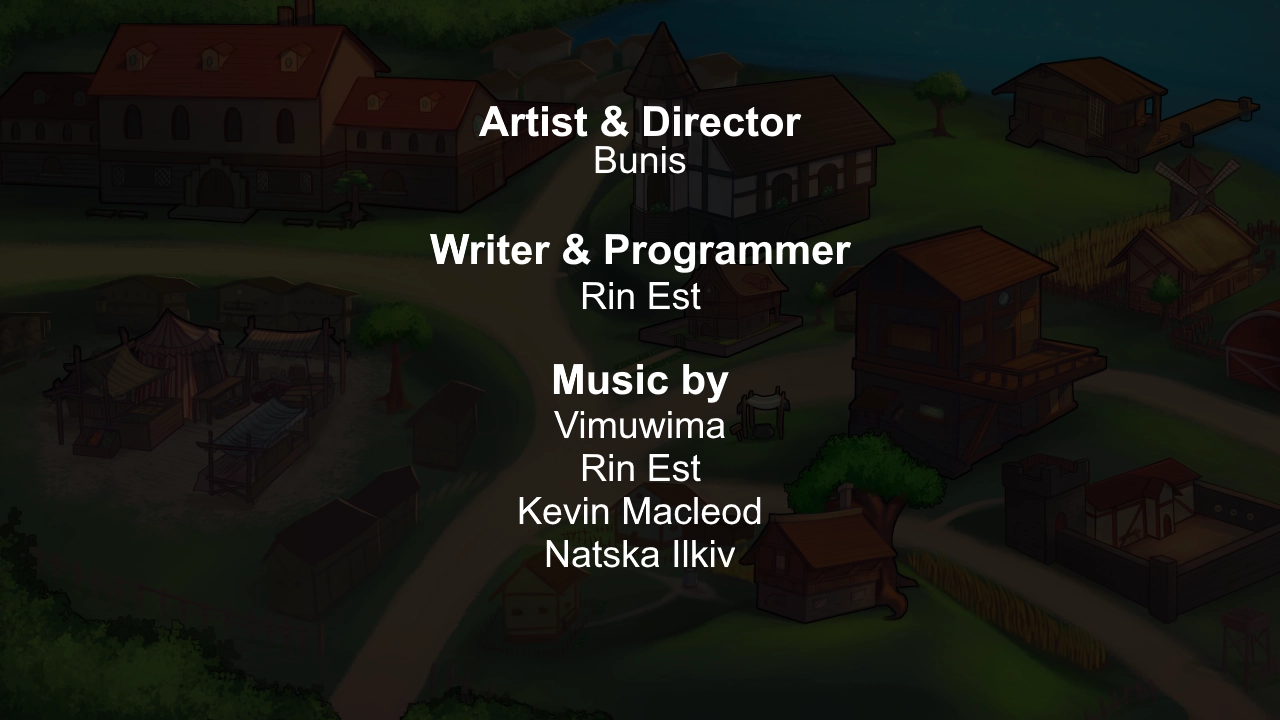 Artist & Director
Bunis
Writer & Programmer
Rin Est
Music by
Vimuwima
Rin Est
Kevin Macleod
Natska Ilkiv